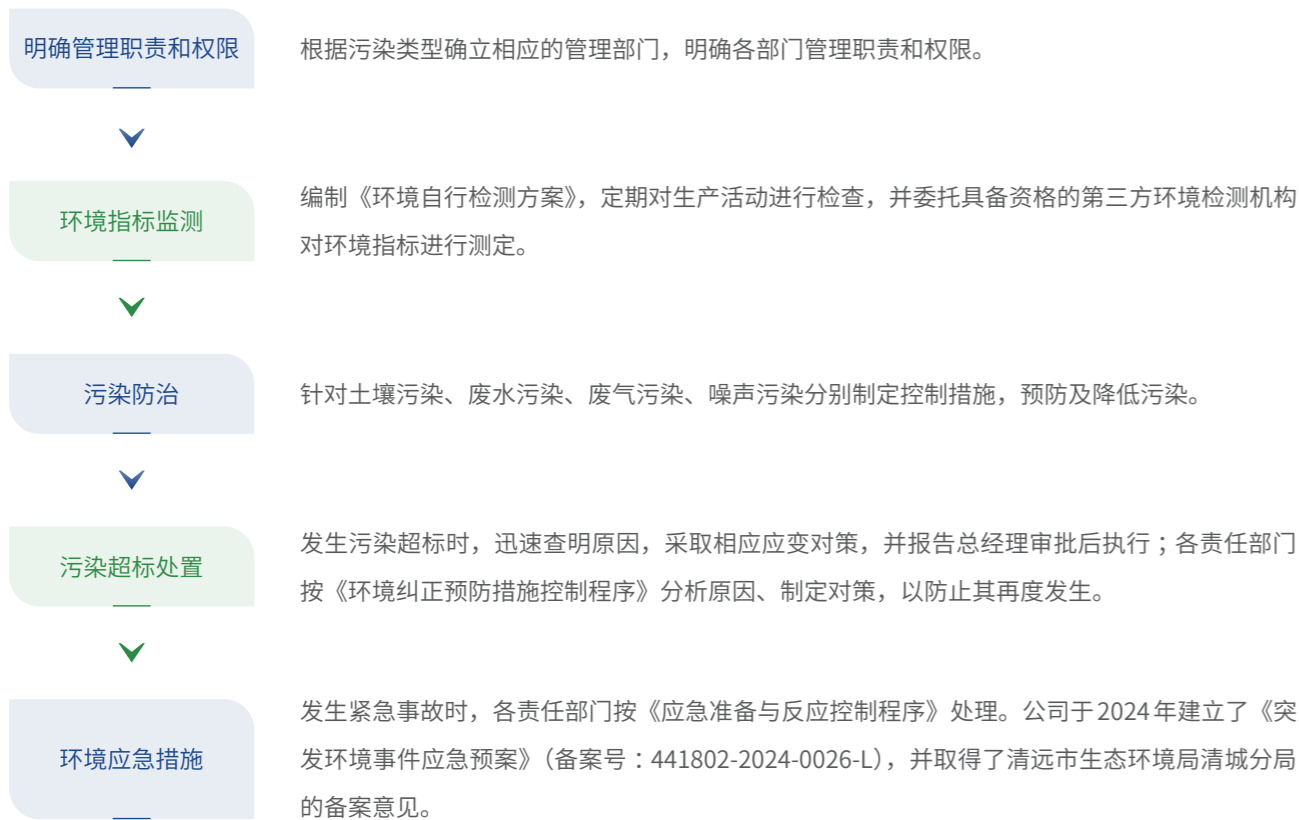 明确管理职责和权限
根据污染类型确立相应的管理部门，明确各部门管理职责和权限。
环境指标监测
编制《环境自行检测方案》，定期对生产活动进行检查，并委托具备资格的第三方环境检测机构
对环境指标进行测定。
污染防治
针对土壤污染、废水污染、废气污染、噪声污染分别制定控制措施，预防及降低污染。
污染超标处置
发生污染超标时，迅速查明原因，采取相应应变对策，并报告总经理审批后执行；各责任部门
按《环境纠正预防措施控制程序》分析原因、制定对策，以防止其再度发生。
环境应急措施
发生紧急事故时，各责任部门按《应急准备与反应控制程序》处理。公司于2024年建立了《突
发环境事件应急预案》（备案号：441802-2024-0026-L），并取得了清远市生态环境局清城分局
的备案意见。